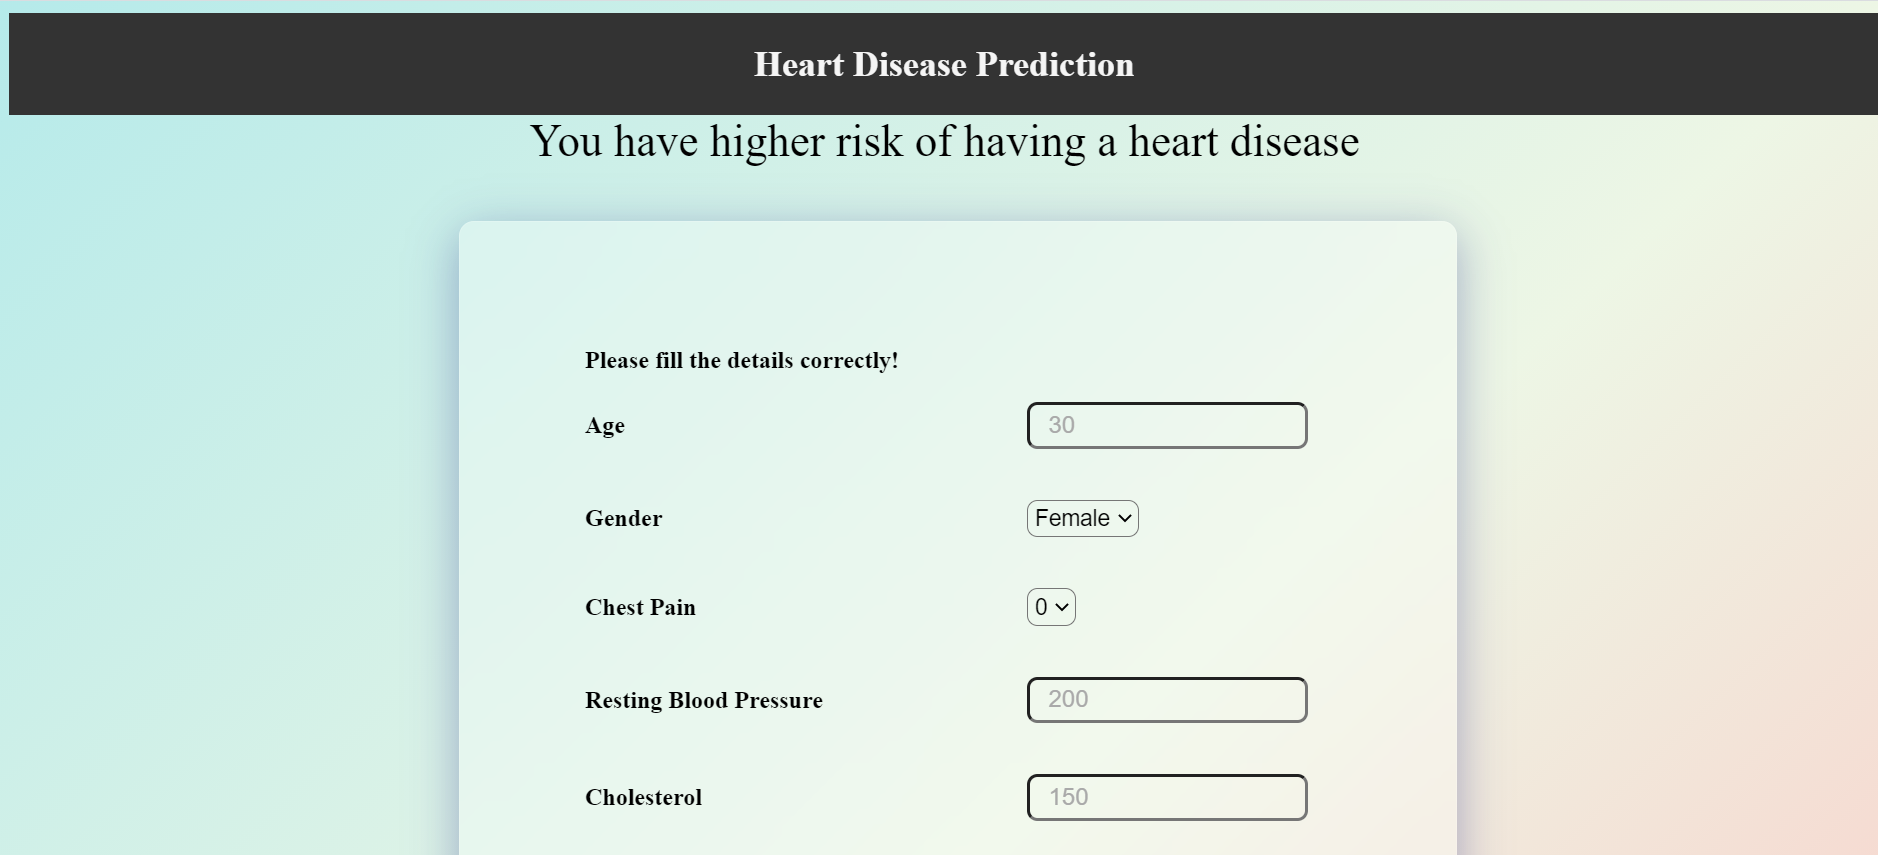 Heart Disease Prediction
You have higher risk of having a heart disease
Please fill the details correctly!
Age 30
Gender Female
Chest Pain 0
Resting Blood Pressure 200
Cholesterol 150